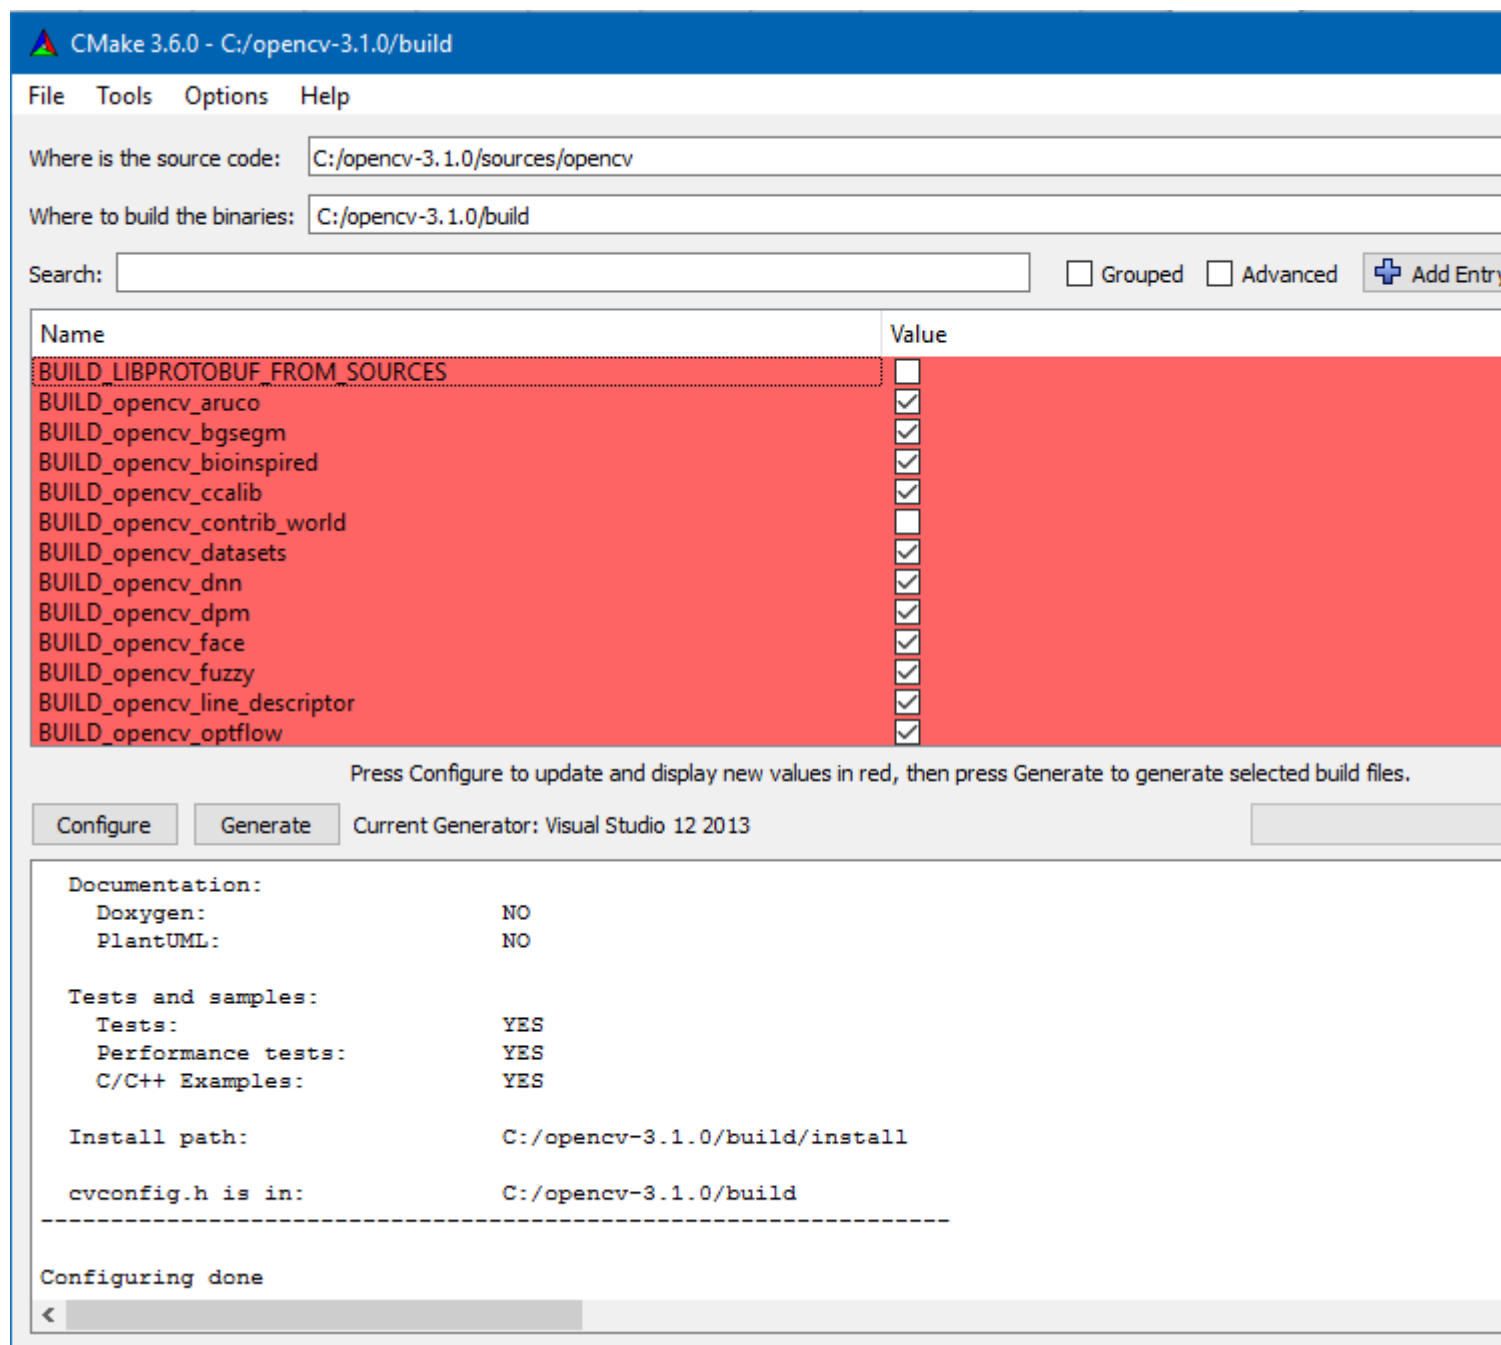 CMake 3.6.0 - C:/opencv-3.1.0/build
File Tools Options Help
Where is the source code: C:/opencv-3.1.0/sources/opencv
Where to build the binaries: C:/opencv-3.1.0/build
Search: Grouped Advanced Add Entry
Name Value
BUILD_LIBPROTOBUF_FROM_SOURCES
BUILD_opencv_aruco
BUILD_opencv_bgsegm
BUILD_opencv_bioinspired
BUILD_opencv_ccalib
BUILD_opencv_contrib_world
BUILD_opencv_datasets
BUILD_opencv_dnn
BUILD_opencv_dpm
BUILD_opencv_face
BUILD_opencv_fuzzy
BUILD_opencv_line_descriptor
BUILD_opencv_optflow
Press Configure to update and display new values in red, then press Generate to generate selected build files.
Configure Generate Current Generator: Visual Studio 12 2013
Documentation:
Doxygen: NO
PlantUML: NO
Tests and samples:
Tests: YES
Performance tests: YES
C/C++ Examples: YES
Install path: C:/opencv-3.1.0/build/install
cvconfig.h is in: C:/opencv-3.1.0/build
-----------------------------------------------------------------
Configuring done